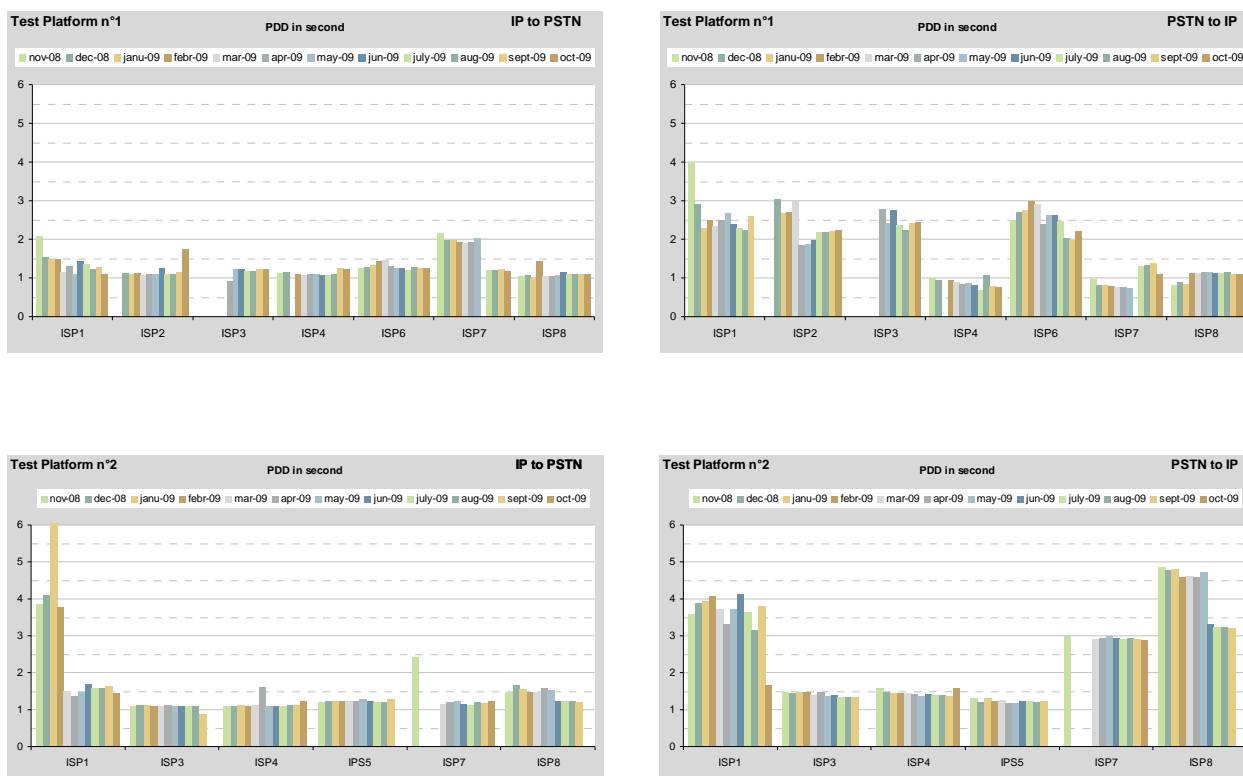 Test Platform n°1 PDD in second IP to PSTN
nov-08 dec-08 janu-09 febr-09 mar-09 apr-09 may-09 jun-09 july-09 aug-09 sept-09 oct-09
6
5
4
3
2
1
0
ISP1 ISP2 ISP3 ISP4 ISP6 ISP7 ISP8
Test Platform n°1 PDD in second PSTN to IP
nov-08 dec-08 janu-09 febr-09 mar-09 apr-09 may-09 jun-09 july-09 aug-09 sept-09 oct-09
6
5
4
3
2
1
0
ISP1 ISP2 ISP3 ISP4 ISP6 ISP7 ISP8
Test Platform n°2 PDD in second IP to PSTN
nov-08 dec-08 janu-09 febr-09 mar-09 apr-09 may-09 jun-09 july-09 aug-09 sept-09 oct-09
6
5
4
3
2
1
0
ISP1 ISP3 ISP4 IPS5 ISP7 ISP8
Test Platform n°2 PDD in second PSTN to IP
nov-08 dec-08 janu-09 febr-09 mar-09 apr-09 may-09 jun-09 july-09 aug-09 sept-09 oct-09
6
5
4
3
2
1
0
ISP1 ISP3 ISP4 IPS5 ISP7 ISP8